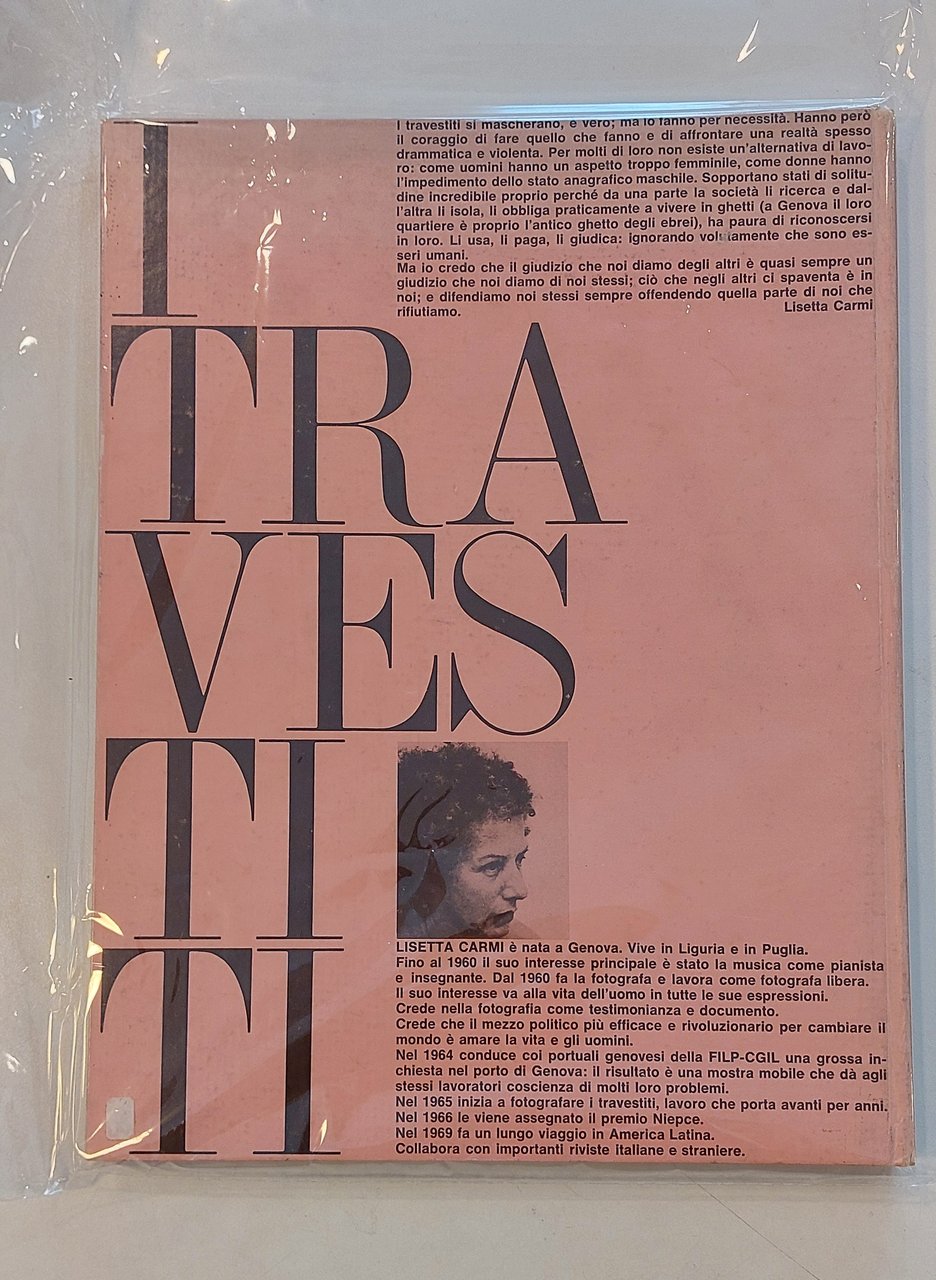 I
TRA
VES
TI
TI
I travestiti si mascherano, è vero; ma lo fanno per necessità. Hanno però
il coraggio di fare quello che fanno e di affrontare una realtà spesso
drammatica e violenta. Per molti di loro non esiste un'alternativa di lavo-
ro: come uomini hanno un aspetto troppo femminile, come donne hanno
l'impedimento dello stato anagrafico maschile. Sopportano stati di solitu-
dine incredibile proprio perché da una parte la società li ricerca e dal-
l'altra li isola, li obbliga praticamente a vivere in ghetti (a Genova il loro
quartiere è proprio l'antico ghetto degli ebrei), ha paura di riconoscersi
in loro. Li usa, li paga, li giudica: ignorando volutamente che sono es-
seri umani.
Ma io credo che il giudizio che noi diamo degli altri è quasi sempre un
giudizio che noi diamo di noi stessi; ciò che negli altri ci spaventa è in
noi; e difendiamo noi stessi sempre offendendo quella parte di noi che
rifiutiamo.
Lisetta Carmi
LISETTA CARMI è nata a Genova. Vive in Liguria e in Puglia.
Fino al 1960 il suo interesse principale è stato la musica come pianista
e insegnante. Dal 1960 fa la fotografa e lavora come fotografa libera.
Il suo interesse va alla vita dell'uomo in tutte le sue espressioni.
Crede nella fotografia come testimonianza e documento.
Crede che il mezzo politico più efficace e rivoluzionario per cambiare il
mondo è amare la vita e gli uomini.
Nel 1964 conduce coi portuali genovesi della FILP-CGIL una grossa in-
chiesta nel porto di Genova: il risultato è una mostra mobile che dà agli
stessi lavoratori coscienza di molti loro problemi.
Nel 1965 inizia a fotografare i travestiti, lavoro che porta avanti per anni.
Nel 1966 le viene assegnato il premio Niepce.
Nel 1969 fa un lungo viaggio in America Latina.
Collabora con importanti riviste italiane e straniere.